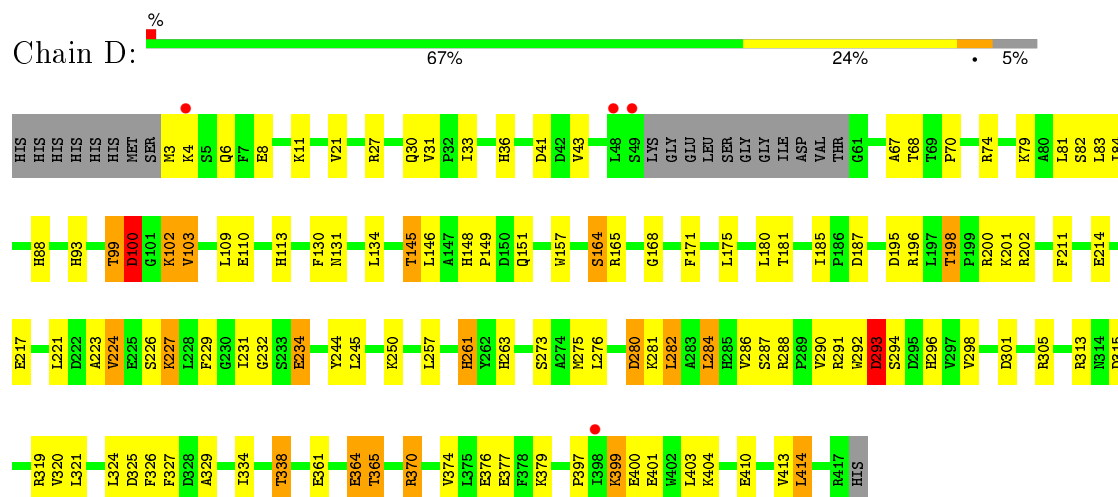 %
Chain D:
67% 24% • 5%
HIS HIS HIS HIS HIS HIS MET SER M3 K4 S5 Q6 F7 E8 K11 V21 R27 Q30 V31 P32 I33 H36 D41 D42 V43 L48 S49 LYS GLY GLU LEU SER GLY GLY ILE ASP VAL THR G61 A67 T68 T69 P70 R74 K79 A80 L81 S82 L83 L84
H88 H93 T99 D100 G101 K102 V103 L109 E110 H113 F130 N131 L134 T145 L146 A147 H148 P149 D150 Q151 W157 S164 R165 G168 F171 L175 L180 T181 I185 P186 D187 D195 R196 L197 T198 P199 R200 K201 R202 F211 E214
E217 L221 D222 A223 V224 E225 S226 K227 L228 F229 G230 I231 G232 S233 E234 Y244 L245 K250 L257 H261 Y262 H263 S273 A274 M275 L276 D280 K281 L282 A283 L284 H285 V286 S287 R288 P289 V290 R291 W292 D293 S294 D295 H296 V297 V298 D301 R305 R313 N314 D315
R319 V320 L321 L324 D325 F326 F327 D328 A329 I334 T338 E361 E364 I365 R370 V374 L375 E376 E377 F378 K379 P397 I398 K399 E400 E401 W402 L403 K404 E410 V413 L414 R417 HIS